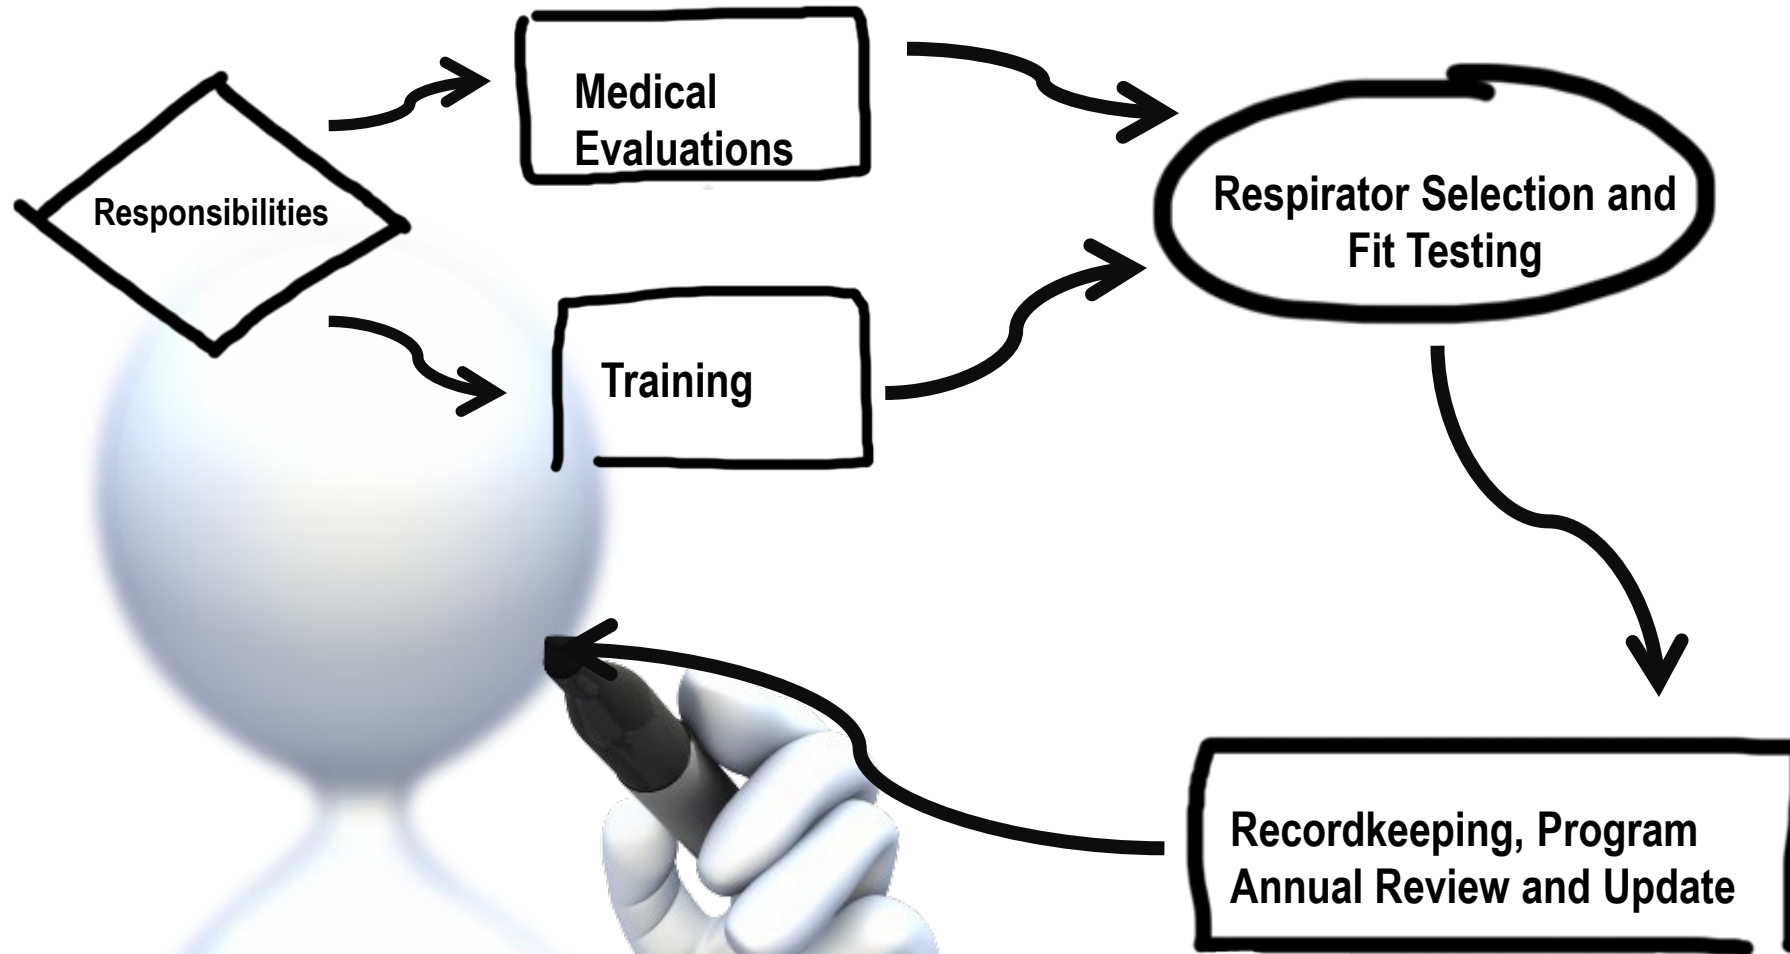 Medical
Evaluations
Responsibilities
Respirator Selection and
Fit Testing
Training
Recordkeeping, Program
Annual Review and Update